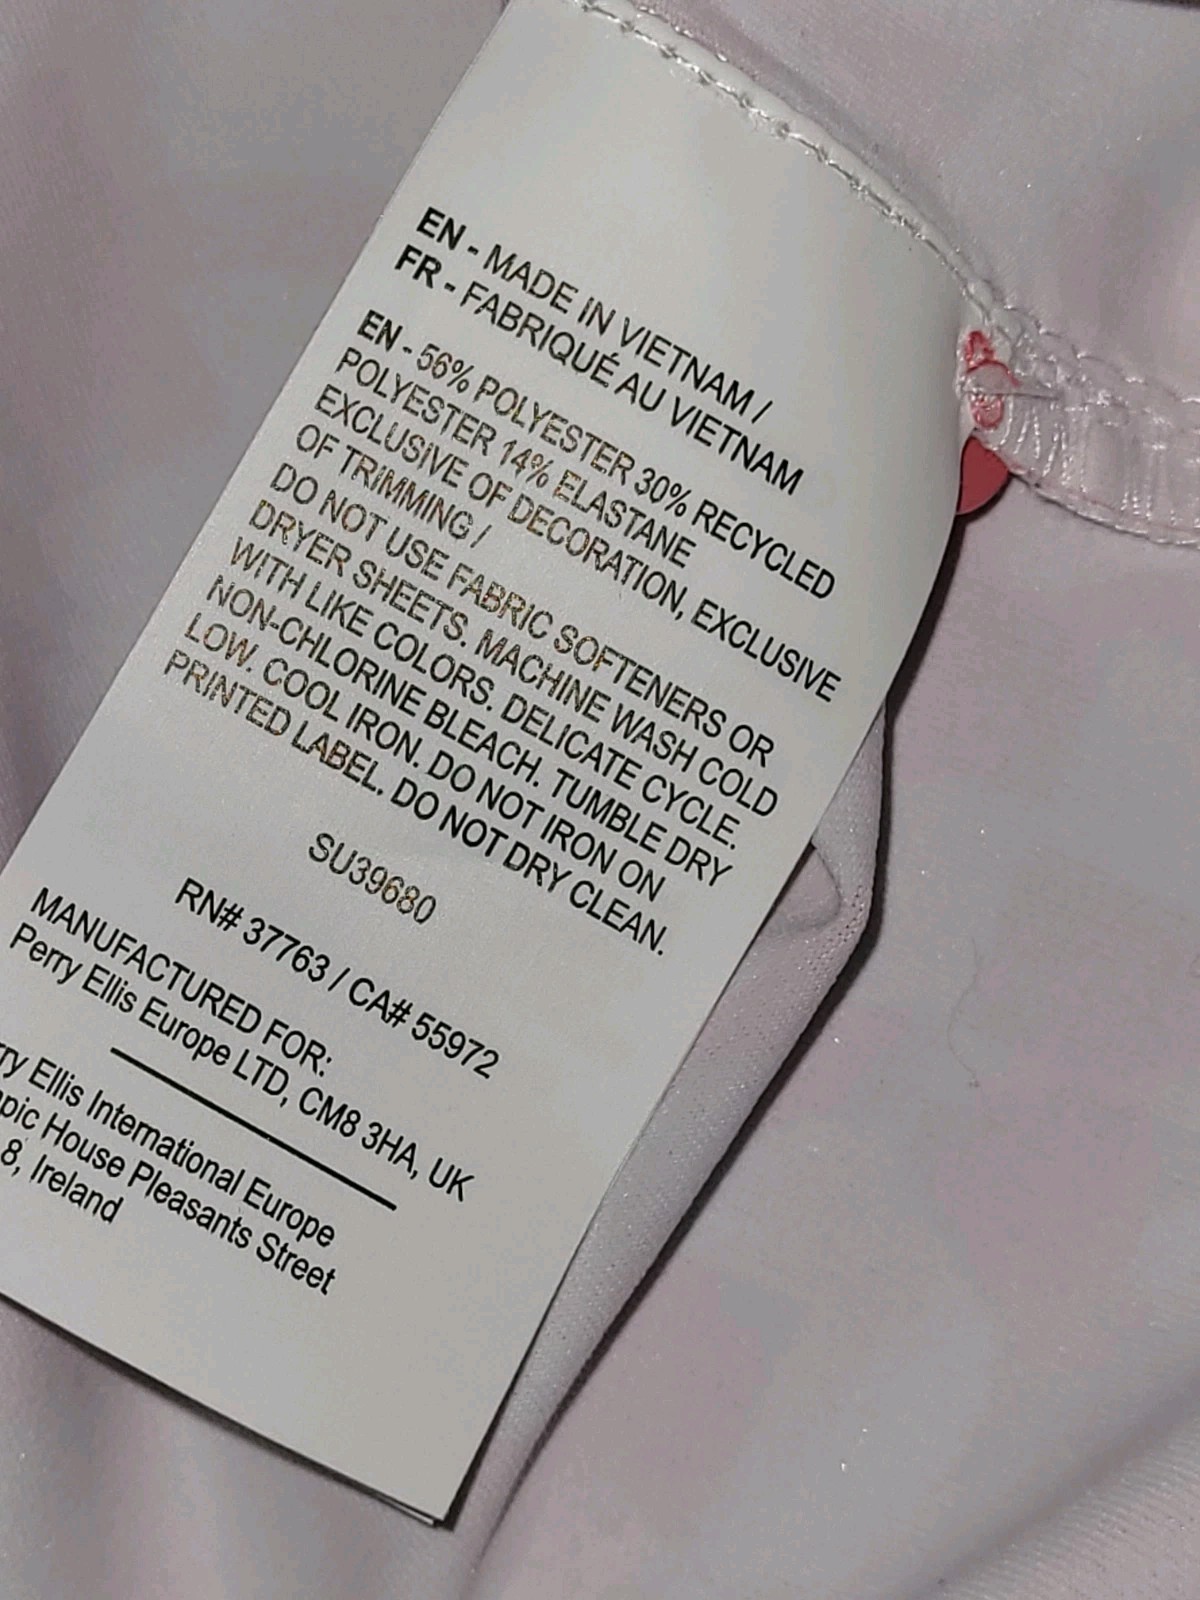 EN - MADE IN VIETNAM /
FR - FABRIQUÉ AU VIETNAM
EN - 56% POLYESTER 30% RECYCLED
POLYESTER 14% ELASTANE
EXCLUSIVE OF DECORATION, EXCLUSIVE
OF TRIMMING /
DO NOT USE FABRIC SOFTENERS OR
DRYER SHEETS. MACHINE WASH COLD
WITH LIKE COLORS. DELICATE CYCLE.
NON-CHLORINE BLEACH. TUMBLE DRY
LOW. COOL IRON. DO NOT IRON ON
PRINTED LABEL. DO NOT DRY CLEAN.
SU39680
RN# 37763 / CA# 55972
MANUFACTURED FOR:
Perry Ellis Europe LTD, CM8 3HA, UK
Ellis International Europe
House Pleasants Street
8, Ireland